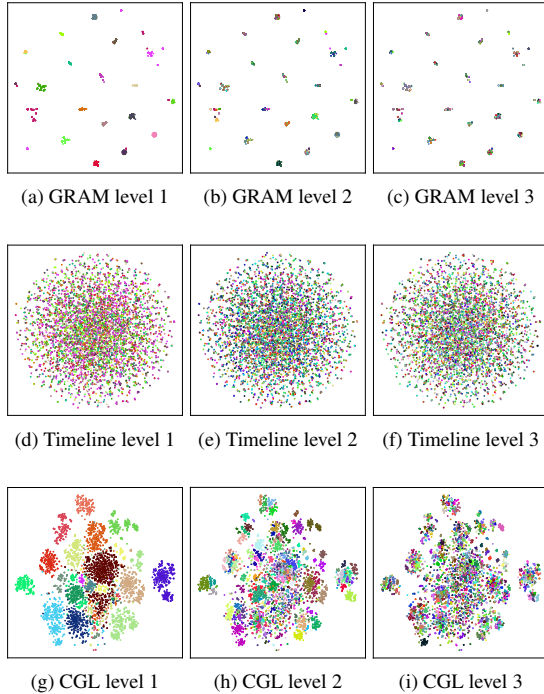 (a) GRAM level 1 (b) GRAM level 2 (c) GRAM level 3
(d) Timeline level 1 (e) Timeline level 2 (f) Timeline level 3
(g) CGL level 1 (h) CGL level 2 (i) CGL level 3